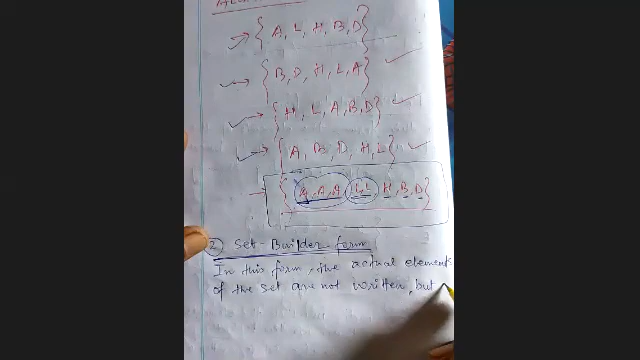 {A, L, H, B, D}
{B, D, H, L, A}
{H, L, A, B, D}
{A, B, D, H, L}
{A, A, A, L, L, H, B, D}
2 Set-Builder form
In this form, the actual elements
of the set are not written, but